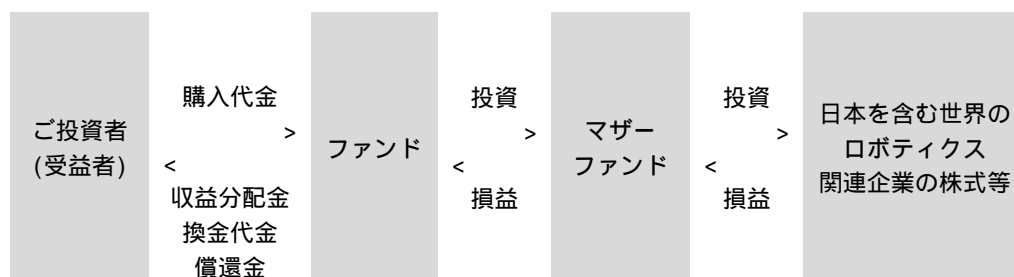 ご投資者
(受益者)
購入代金
>
<
収益分配金
換金代金
償還金
ファンド
投資
>
<
損益
マザー
ファンド
投資
>
<
損益
日本を含む世界の
ロボティクス
関連企業の株式等